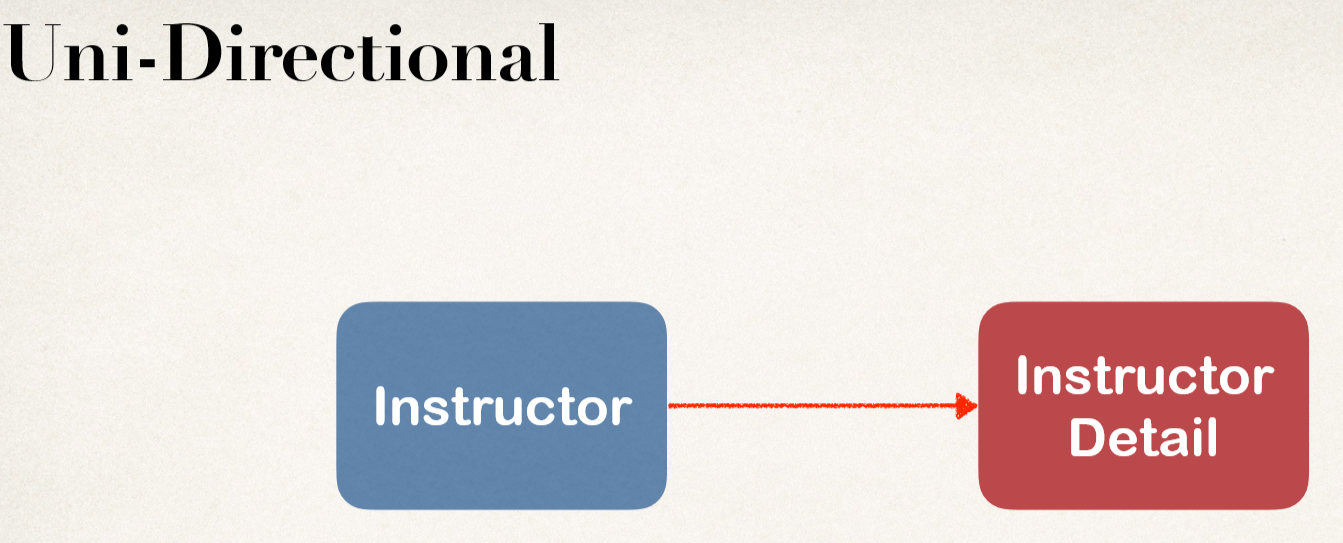 Uni-Directional
Instructor
Instructor
Detail